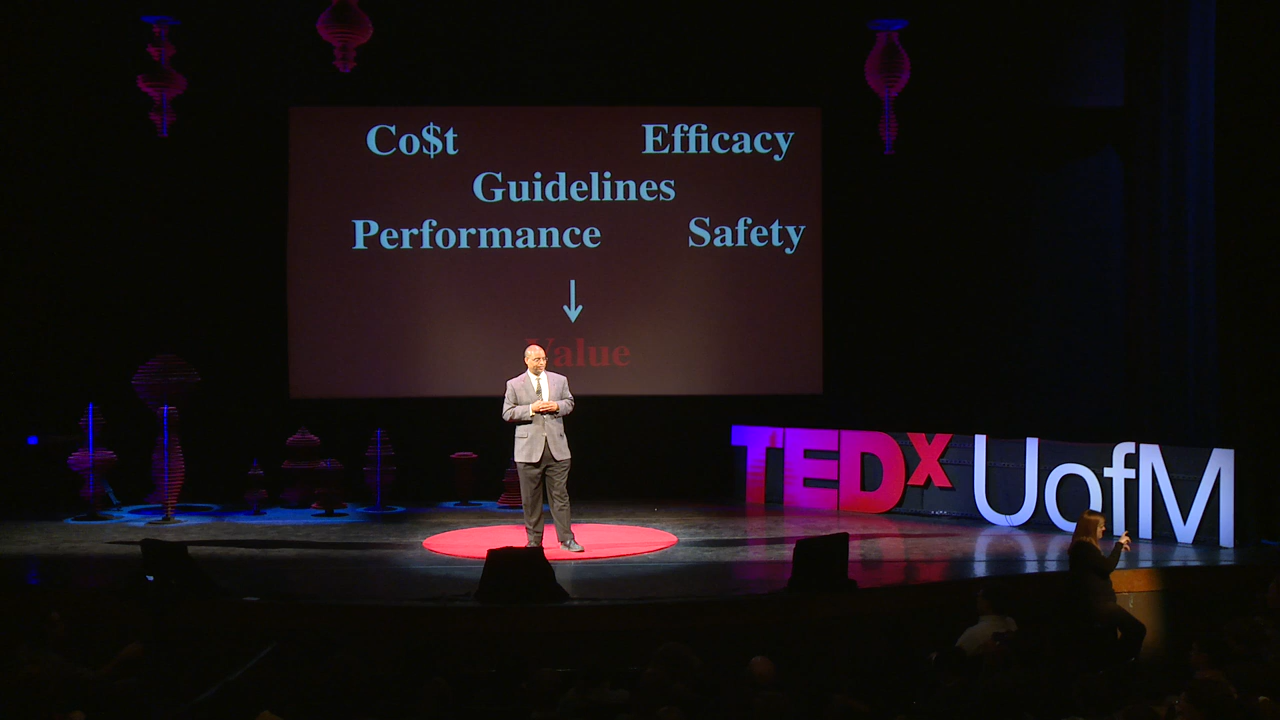 Co$t Efficacy
Guidelines
Performance Safety
↓
Value
TEDx UofM